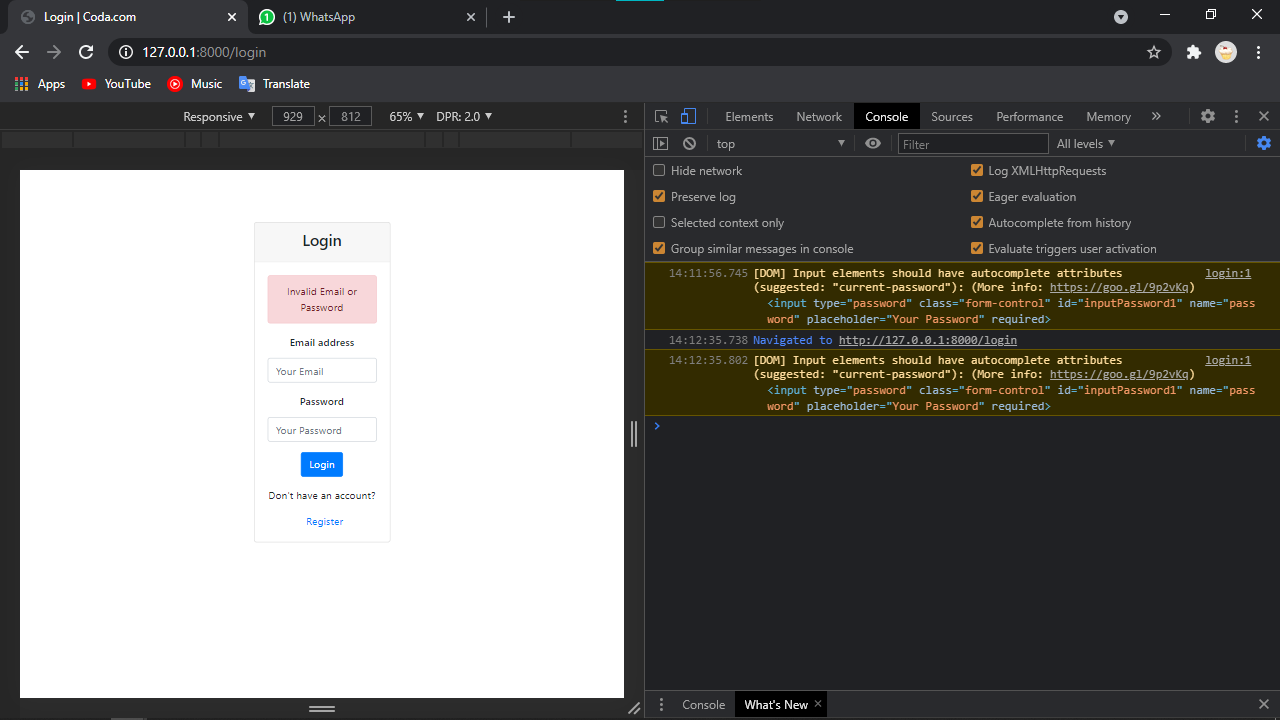 Login | Coda.com
(1) WhatsApp
127.0.0.1:8000/login
Apps YouTube Music Translate
Responsive 929 × 812 65% DPR: 2.0
Login
Invalid Email or
Password
Email address
Your Email
Password
Your Password
Login
Don't have an account?
Register
Elements Network Console Sources Performance Memory »
top Filter All levels
Hide network Log XMLHttpRequests
Preserve log Eager evaluation
Selected context only Autocomplete from history
Group similar messages in console Evaluate triggers user activation
14:11:56.745 [DOM] Input elements should have autocomplete attributes login:1
(suggested: "current-password"): (More info: https://goo.gl/9p2vKq)
<input type="password" class="form-control" id="inputPassword1" name="pass
word" placeholder="Your Password" required>
14:12:35.738 Navigated to http://127.0.0.1:8000/login
14:12:35.802 [DOM] Input elements should have autocomplete attributes login:1
(suggested: "current-password"): (More info: https://goo.gl/9p2vKq)
<input type="password" class="form-control" id="inputPassword1" name="pass
word" placeholder="Your Password" required>
Console What's New